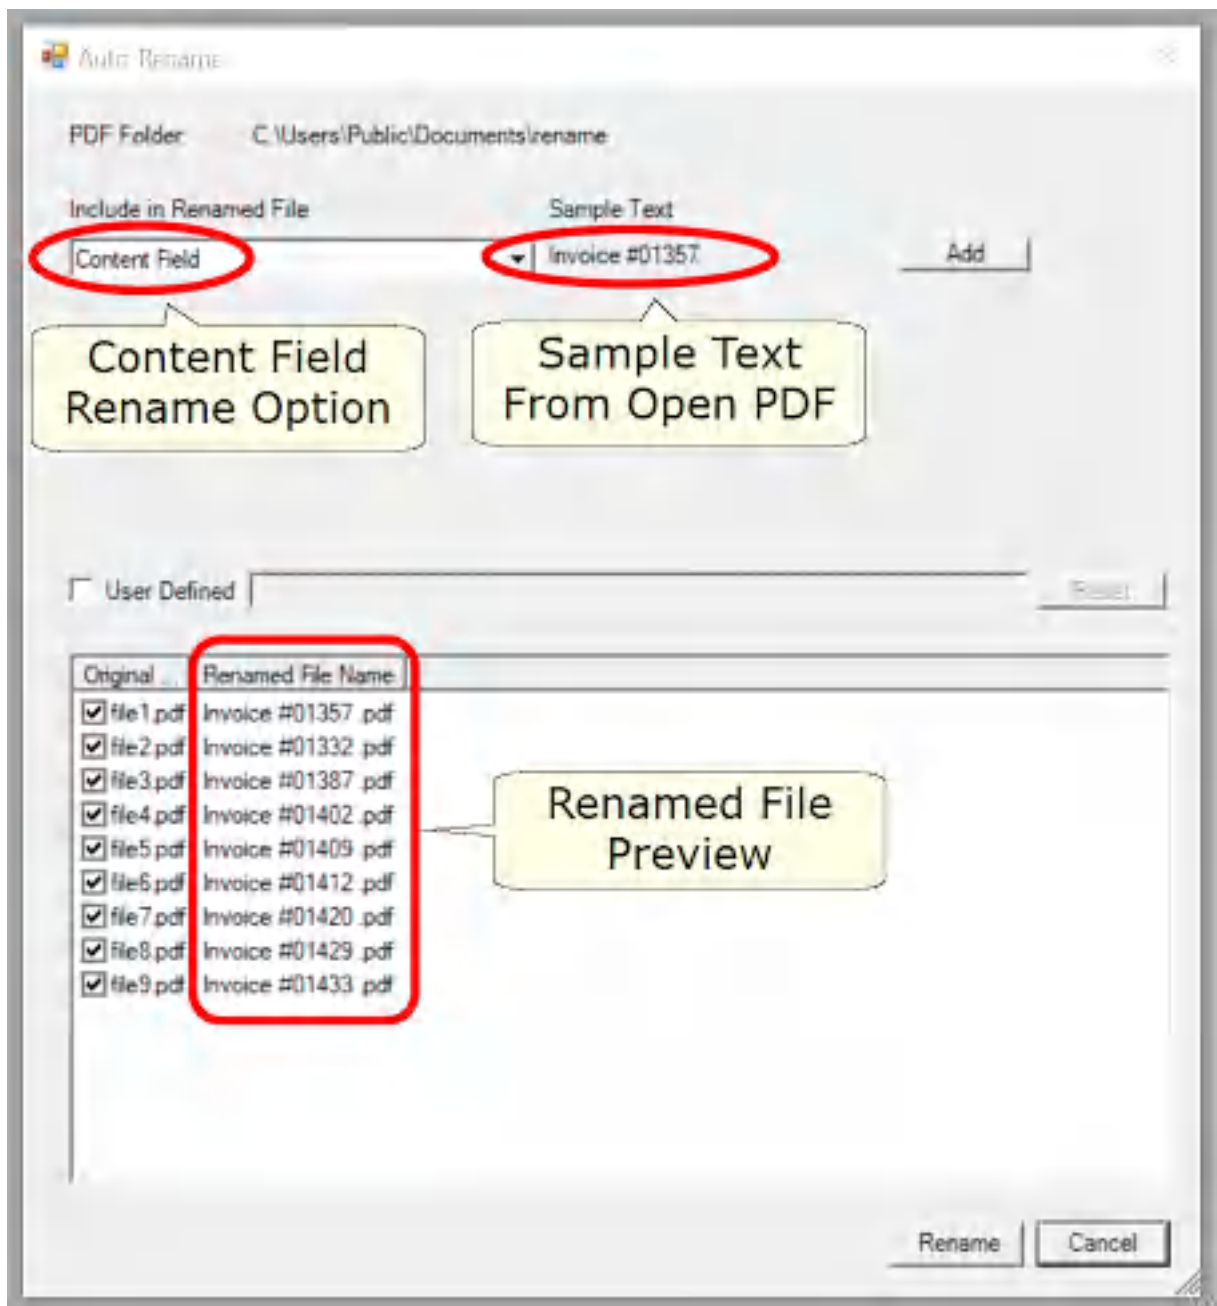 Auto Rename
PDF Folder: C:\Users\Public\Documents\rename
Include in Renamed File Sample Text
Content Field Invoice #01357 Add
Content Field
Rename Option
Sample Text
From Open PDF
User Defined Reset
Original ... Renamed File Name
file1.pdf Invoice #01357 .pdf
file2.pdf Invoice #01332 .pdf
file3.pdf Invoice #01387 .pdf
file4.pdf Invoice #01402 .pdf
file5.pdf Invoice #01409 .pdf
file6.pdf Invoice #01412 .pdf
file7.pdf Invoice #01420 .pdf
file8.pdf Invoice #01429 .pdf
file9.pdf Invoice #01433 .pdf
Renamed File
Preview
Rename Cancel